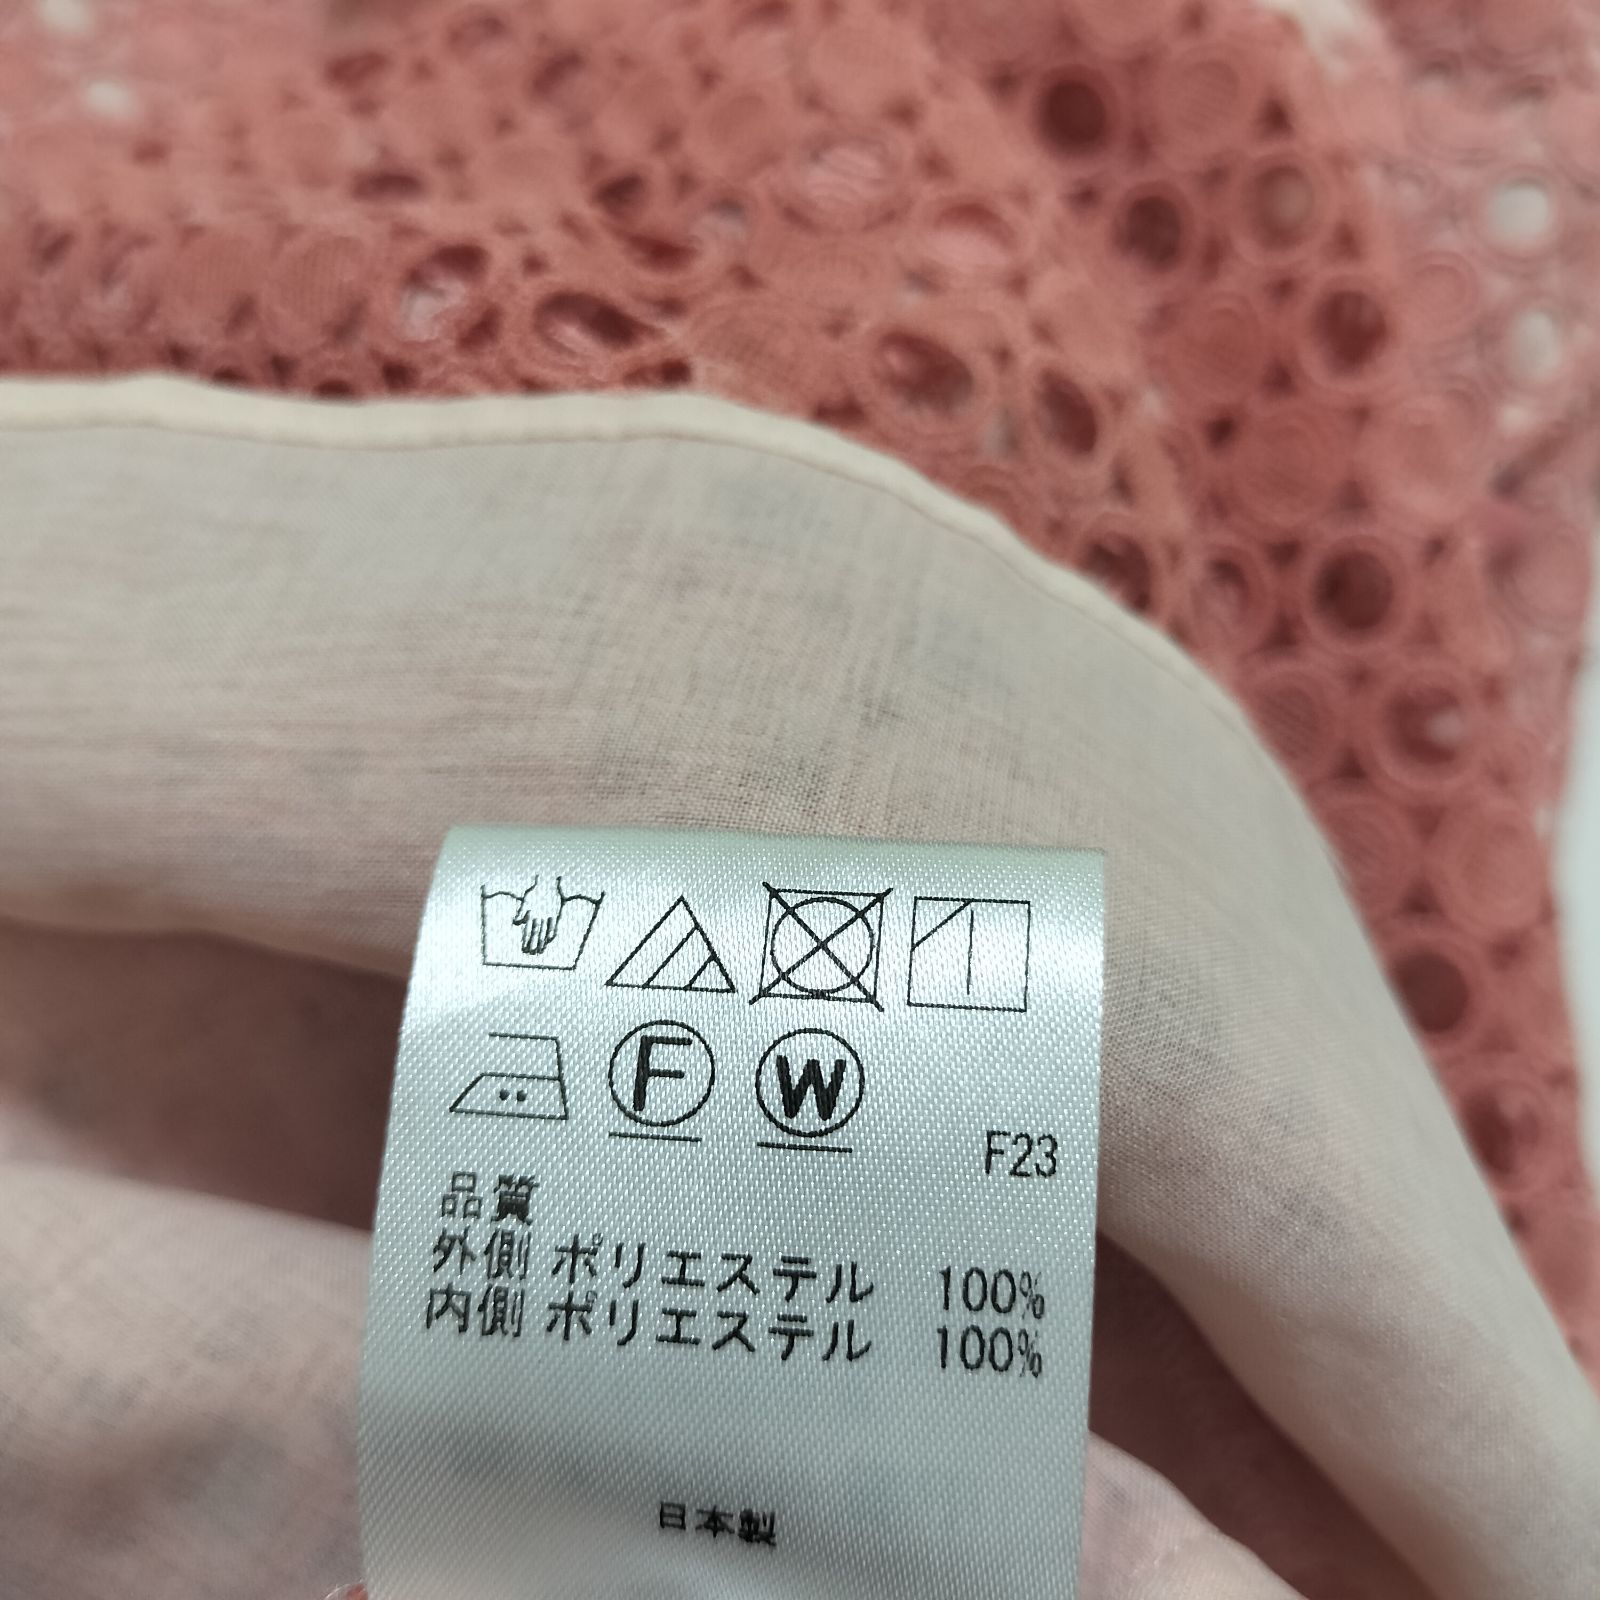 F W
F23
品質
外側 ポリエステル 100%
内側 ポリエステル 100%
日本製